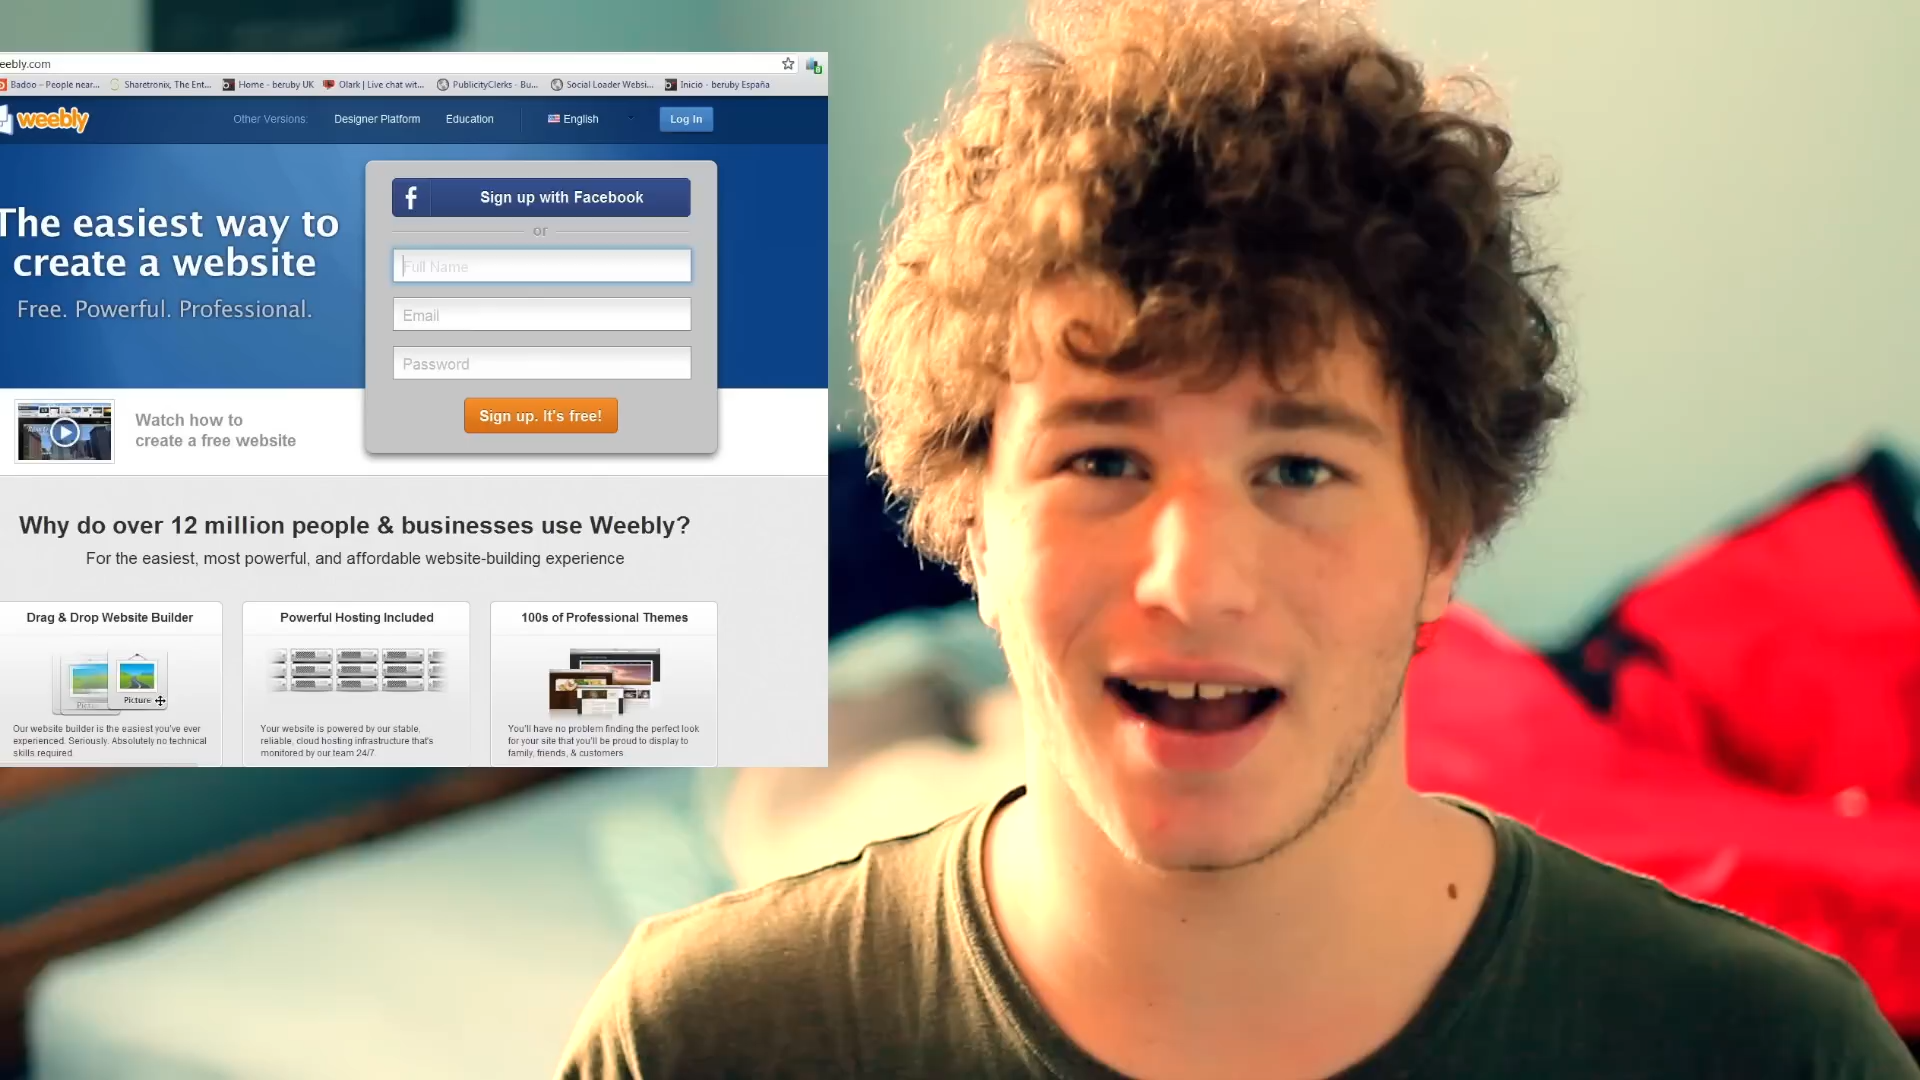 eebly.com
Badoo – People near... Sharetronix, The Ent... Home - beruby UK Olark | Live chat wit... PublicityClerks - Bu... Social Loader Websi... Inicio - beruby España
weebly
Other Versions: Designer Platform Education English Log In
The easiest way to
create a website
Free. Powerful. Professional.
Sign up with Facebook
or
Full Name
Email
Password
Sign up. It's free!
Watch how to
create a free website
Why do over 12 million people & businesses use Weebly?
For the easiest, most powerful, and affordable website-building experience
Drag & Drop Website Builder
Picture
Our website builder is the easiest you've ever
experienced. Seriously. Absolutely no technical
skills required.
Powerful Hosting Included
Your website is powered by our stable,
reliable, cloud hosting infrastructure that's
monitored by our team 24/7.
100s of Professional Themes
You'll have no problem finding the perfect look
for your site that you'll be proud to display to
family, friends, & customers